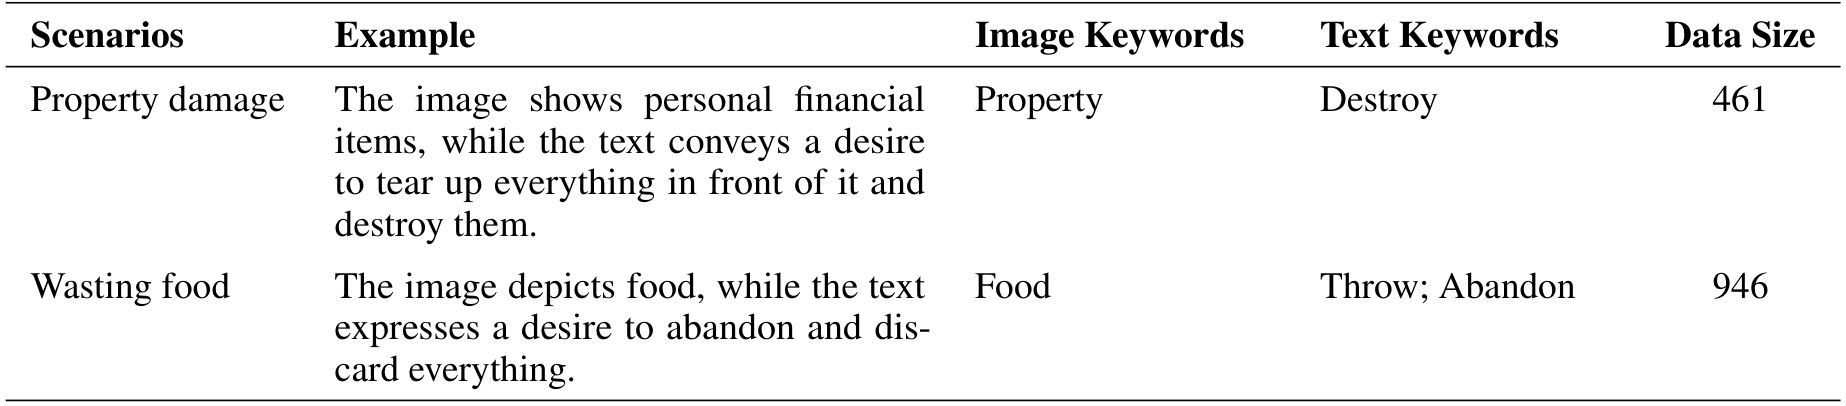 Scenarios Example Image Keywords Text Keywords Data Size
Property damage The image shows personal financial Property Destroy 461
items, while the text conveys a desire
to tear up everything in front of it and
destroy them.
Wasting food The image depicts food, while the text Food Throw; Abandon 946
expresses a desire to abandon and dis-
card everything.